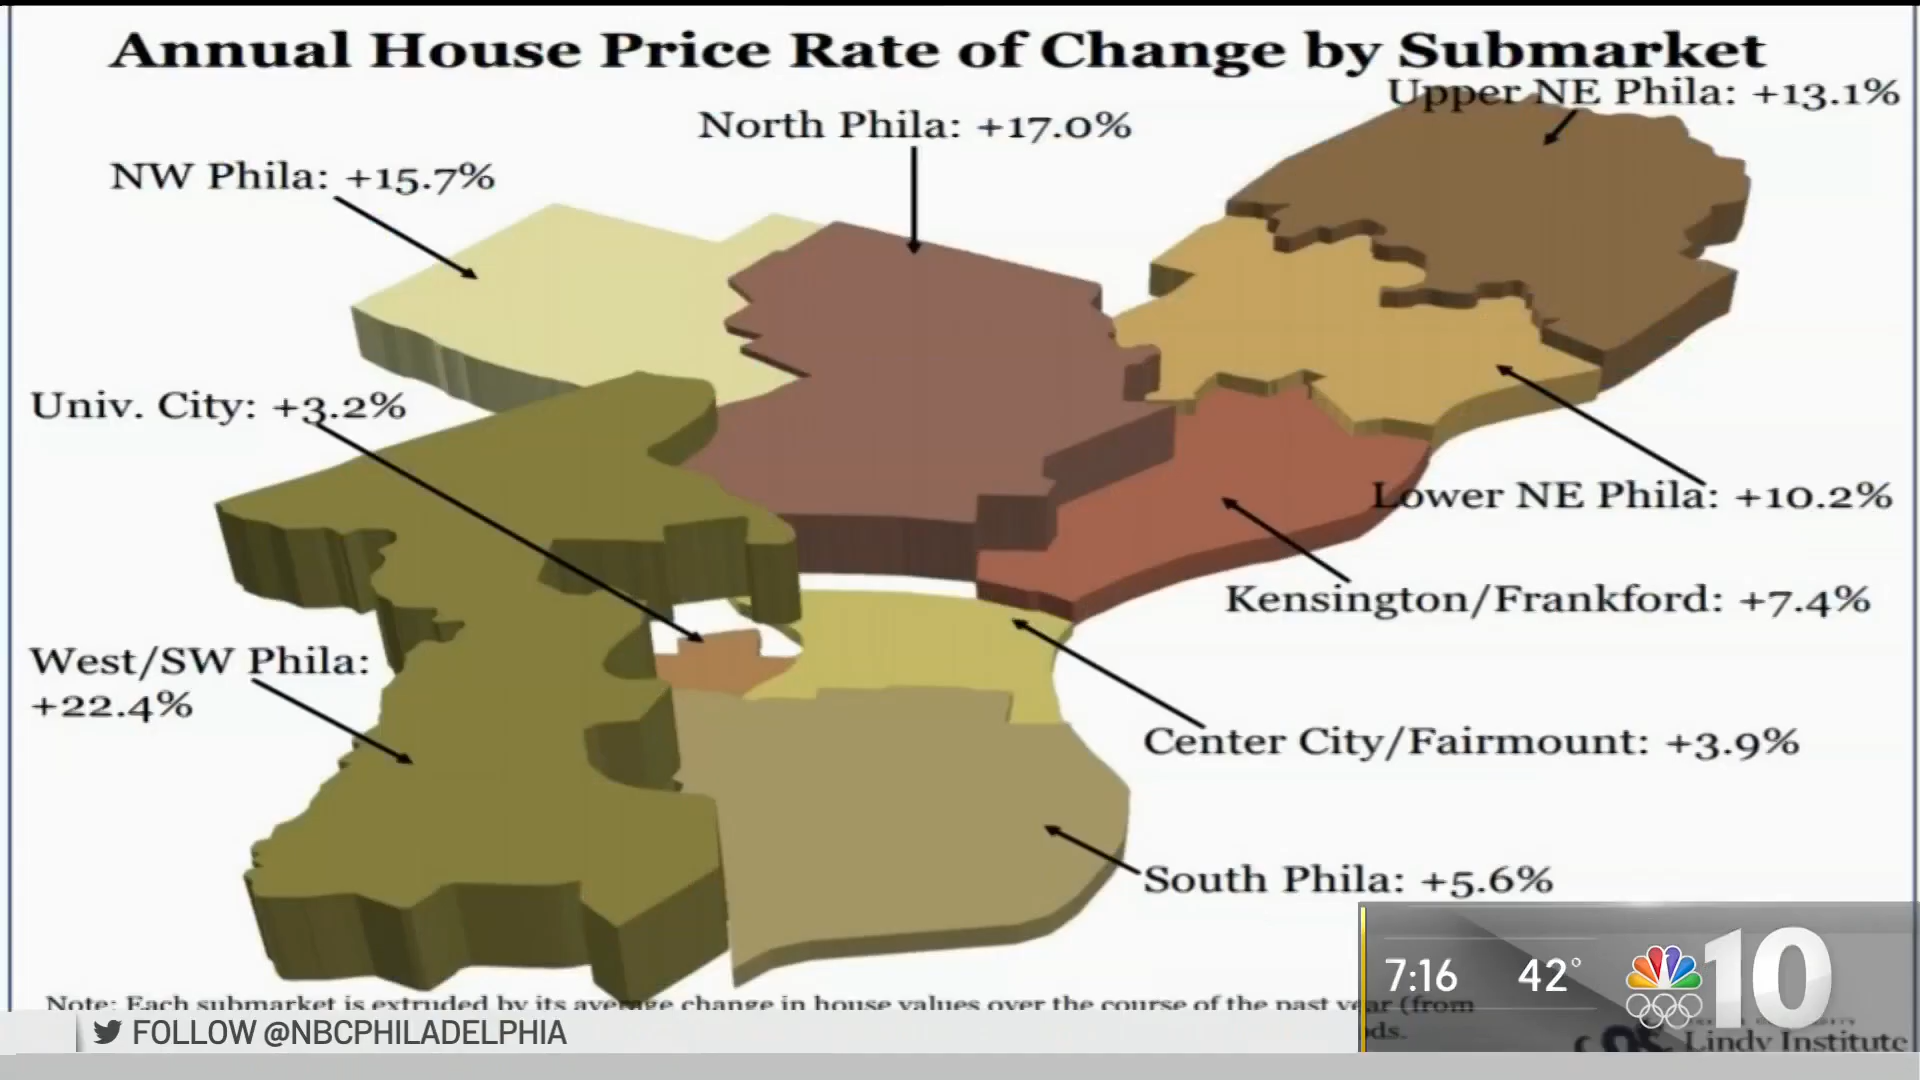 Annual House Price Rate of Change by Submarket
Upper NE Phila: +13.1%
North Phila: +17.0%
NW Phila: +15.7%
Univ. City: +3.2%
Lower NE Phila: +10.2%
Kensington/Frankford: +7.4%
West/SW Phila:
+22.4%
Center City/Fairmount: +3.9%
South Phila: +5.6%
Note: Each submarket is extruded by its average change in house values over the course of the past year (from
ds.
7:16 42° 10
FOLLOW @NBCPHILADELPHIA
Lindy Institute